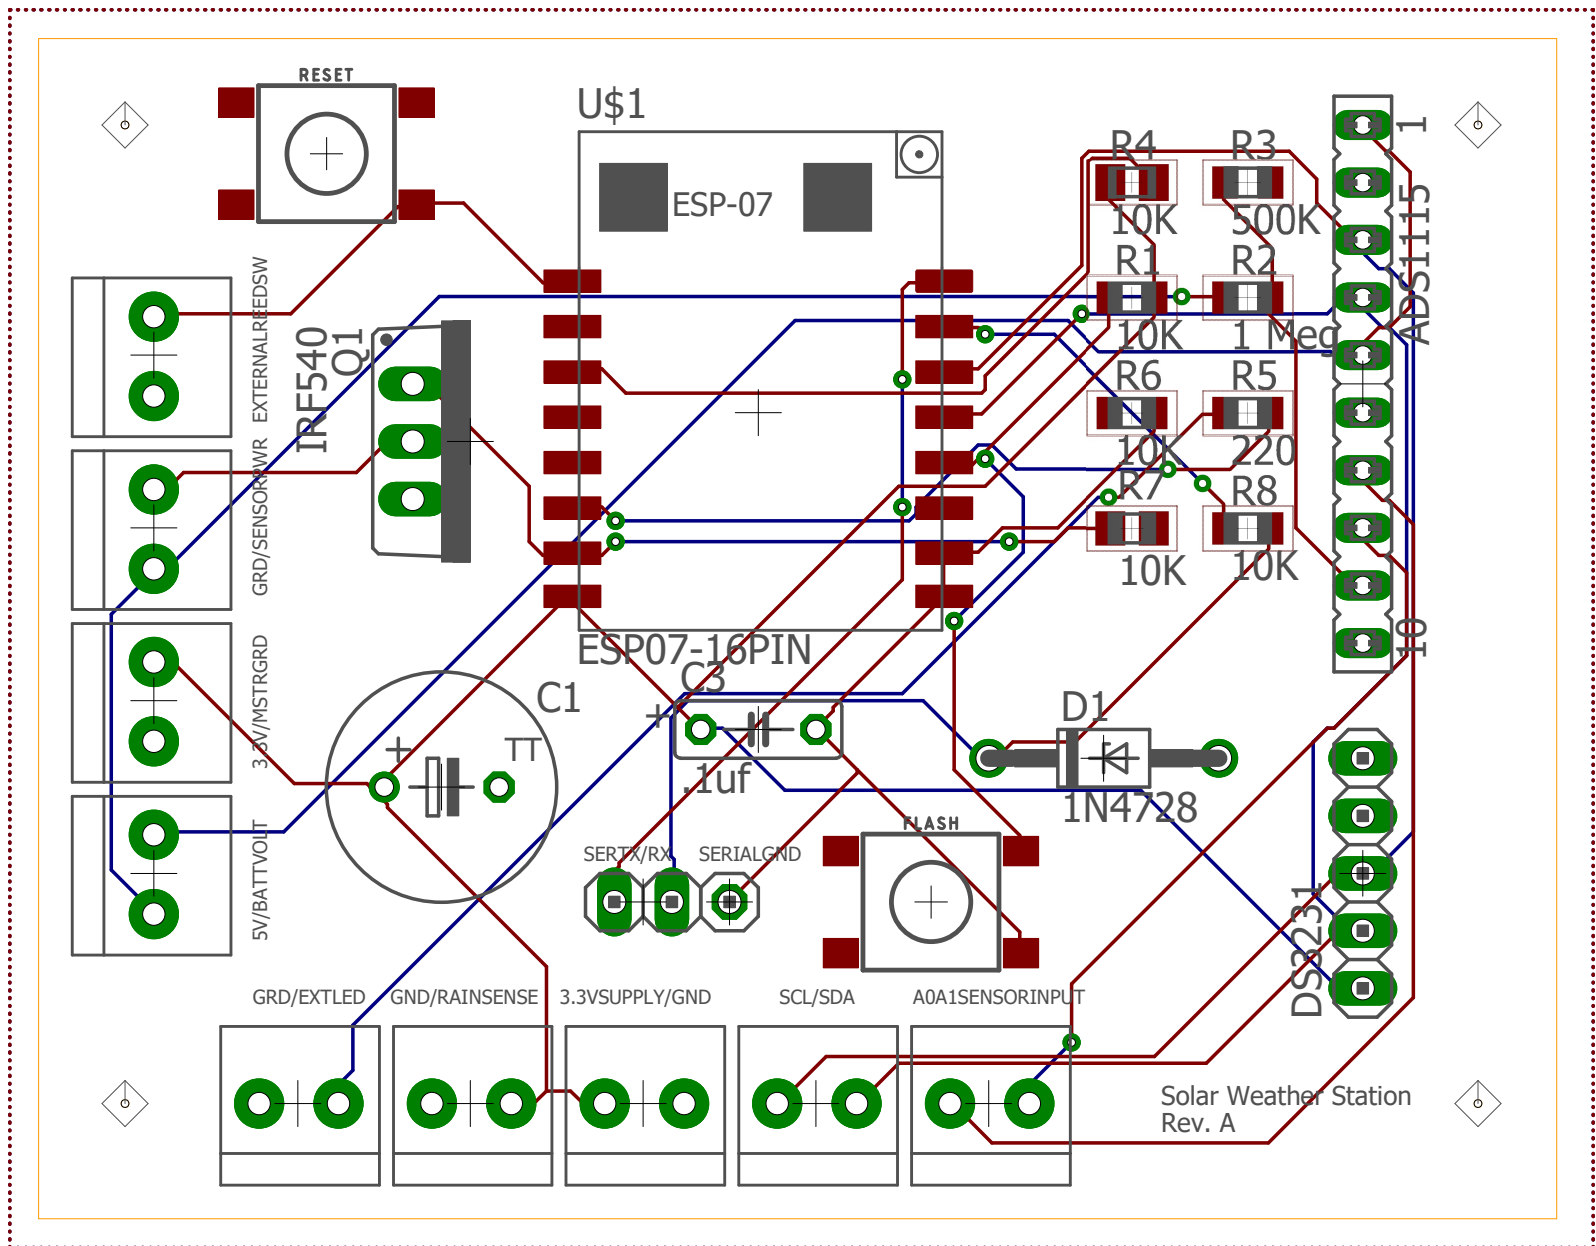 RESET
U$1
ESP-07
R4
10K
R3
500K
1
ADS1115
10
R1
10K
R2
1 Meg
R6
10K
R5
220
R7
10K
R8
10K
EXTERNALREEDSW
IRF540
Q1
GRD/SENSORPWR
3.3V/MSTRGRD
5V/BATTVOLT
ESP07-16PIN
C3
+
.1uf
C1
+
TT
D1
1N4728
FLASH
SERTX/RX
SERIALGND
DS3231
GRD/EXTLED
GND/RAINSENSE
3.3VSUPPLY/GND
SCL/SDA
A0A1SENSORINPUT
Solar Weather Station
Rev. A